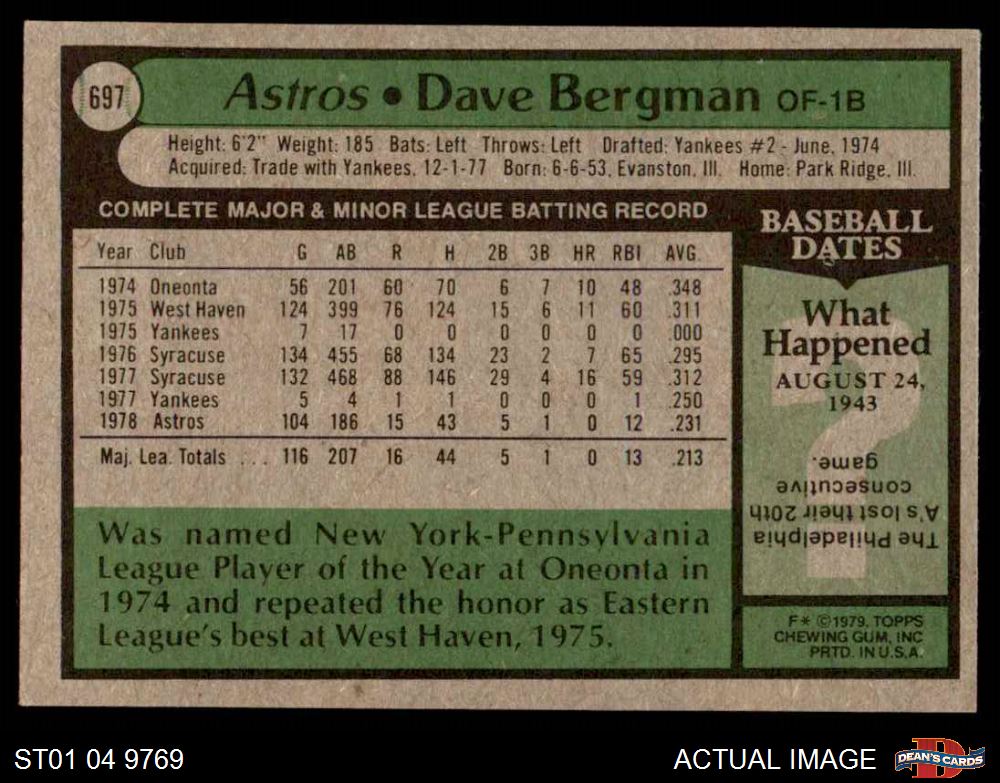 697
Astros • Dave Bergman OF-1B
Height: 6'2" Weight: 185 Bats: Left Throws: Left Drafted: Yankees #2 - June, 1974
Acquired: Trade with Yankees, 12-1-77 Born: 6-6-53, Evanston, Ill. Home: Park Ridge, Ill.
COMPLETE MAJOR & MINOR LEAGUE BATTING RECORD
Year Club G AB R H 2B 3B HR RBI AVG.
1974 Oneonta 56 201 60 70 6 7 10 48 .348
1975 West Haven 124 399 76 124 15 6 11 60 .311
1975 Yankees 7 17 0 0 0 0 0 0 .000
1976 Syracuse 134 455 68 134 23 2 7 65 .295
1977 Syracuse 132 468 88 146 29 4 16 59 .312
1977 Yankees 5 4 1 1 0 0 0 1 .250
1978 Astros 104 186 15 43 5 1 0 12 .231
Maj. Lea. Totals ... 116 207 16 44 5 1 0 13 .213
Was named New York-Pennsylvania
League Player of the Year at Oneonta in
1974 and repeated the honor as Eastern
League's best at West Haven, 1975.
BASEBALL
DATES
What
Happened
AUGUST 24,
1943
The Philadelphia
A's lost their 20th
consecutive
game.
F* ©1979, TOPPS
CHEWING GUM, INC
PRTD. IN U.S.A.
ST01 04 9769
ACTUAL IMAGE
DEAN'S CARDS